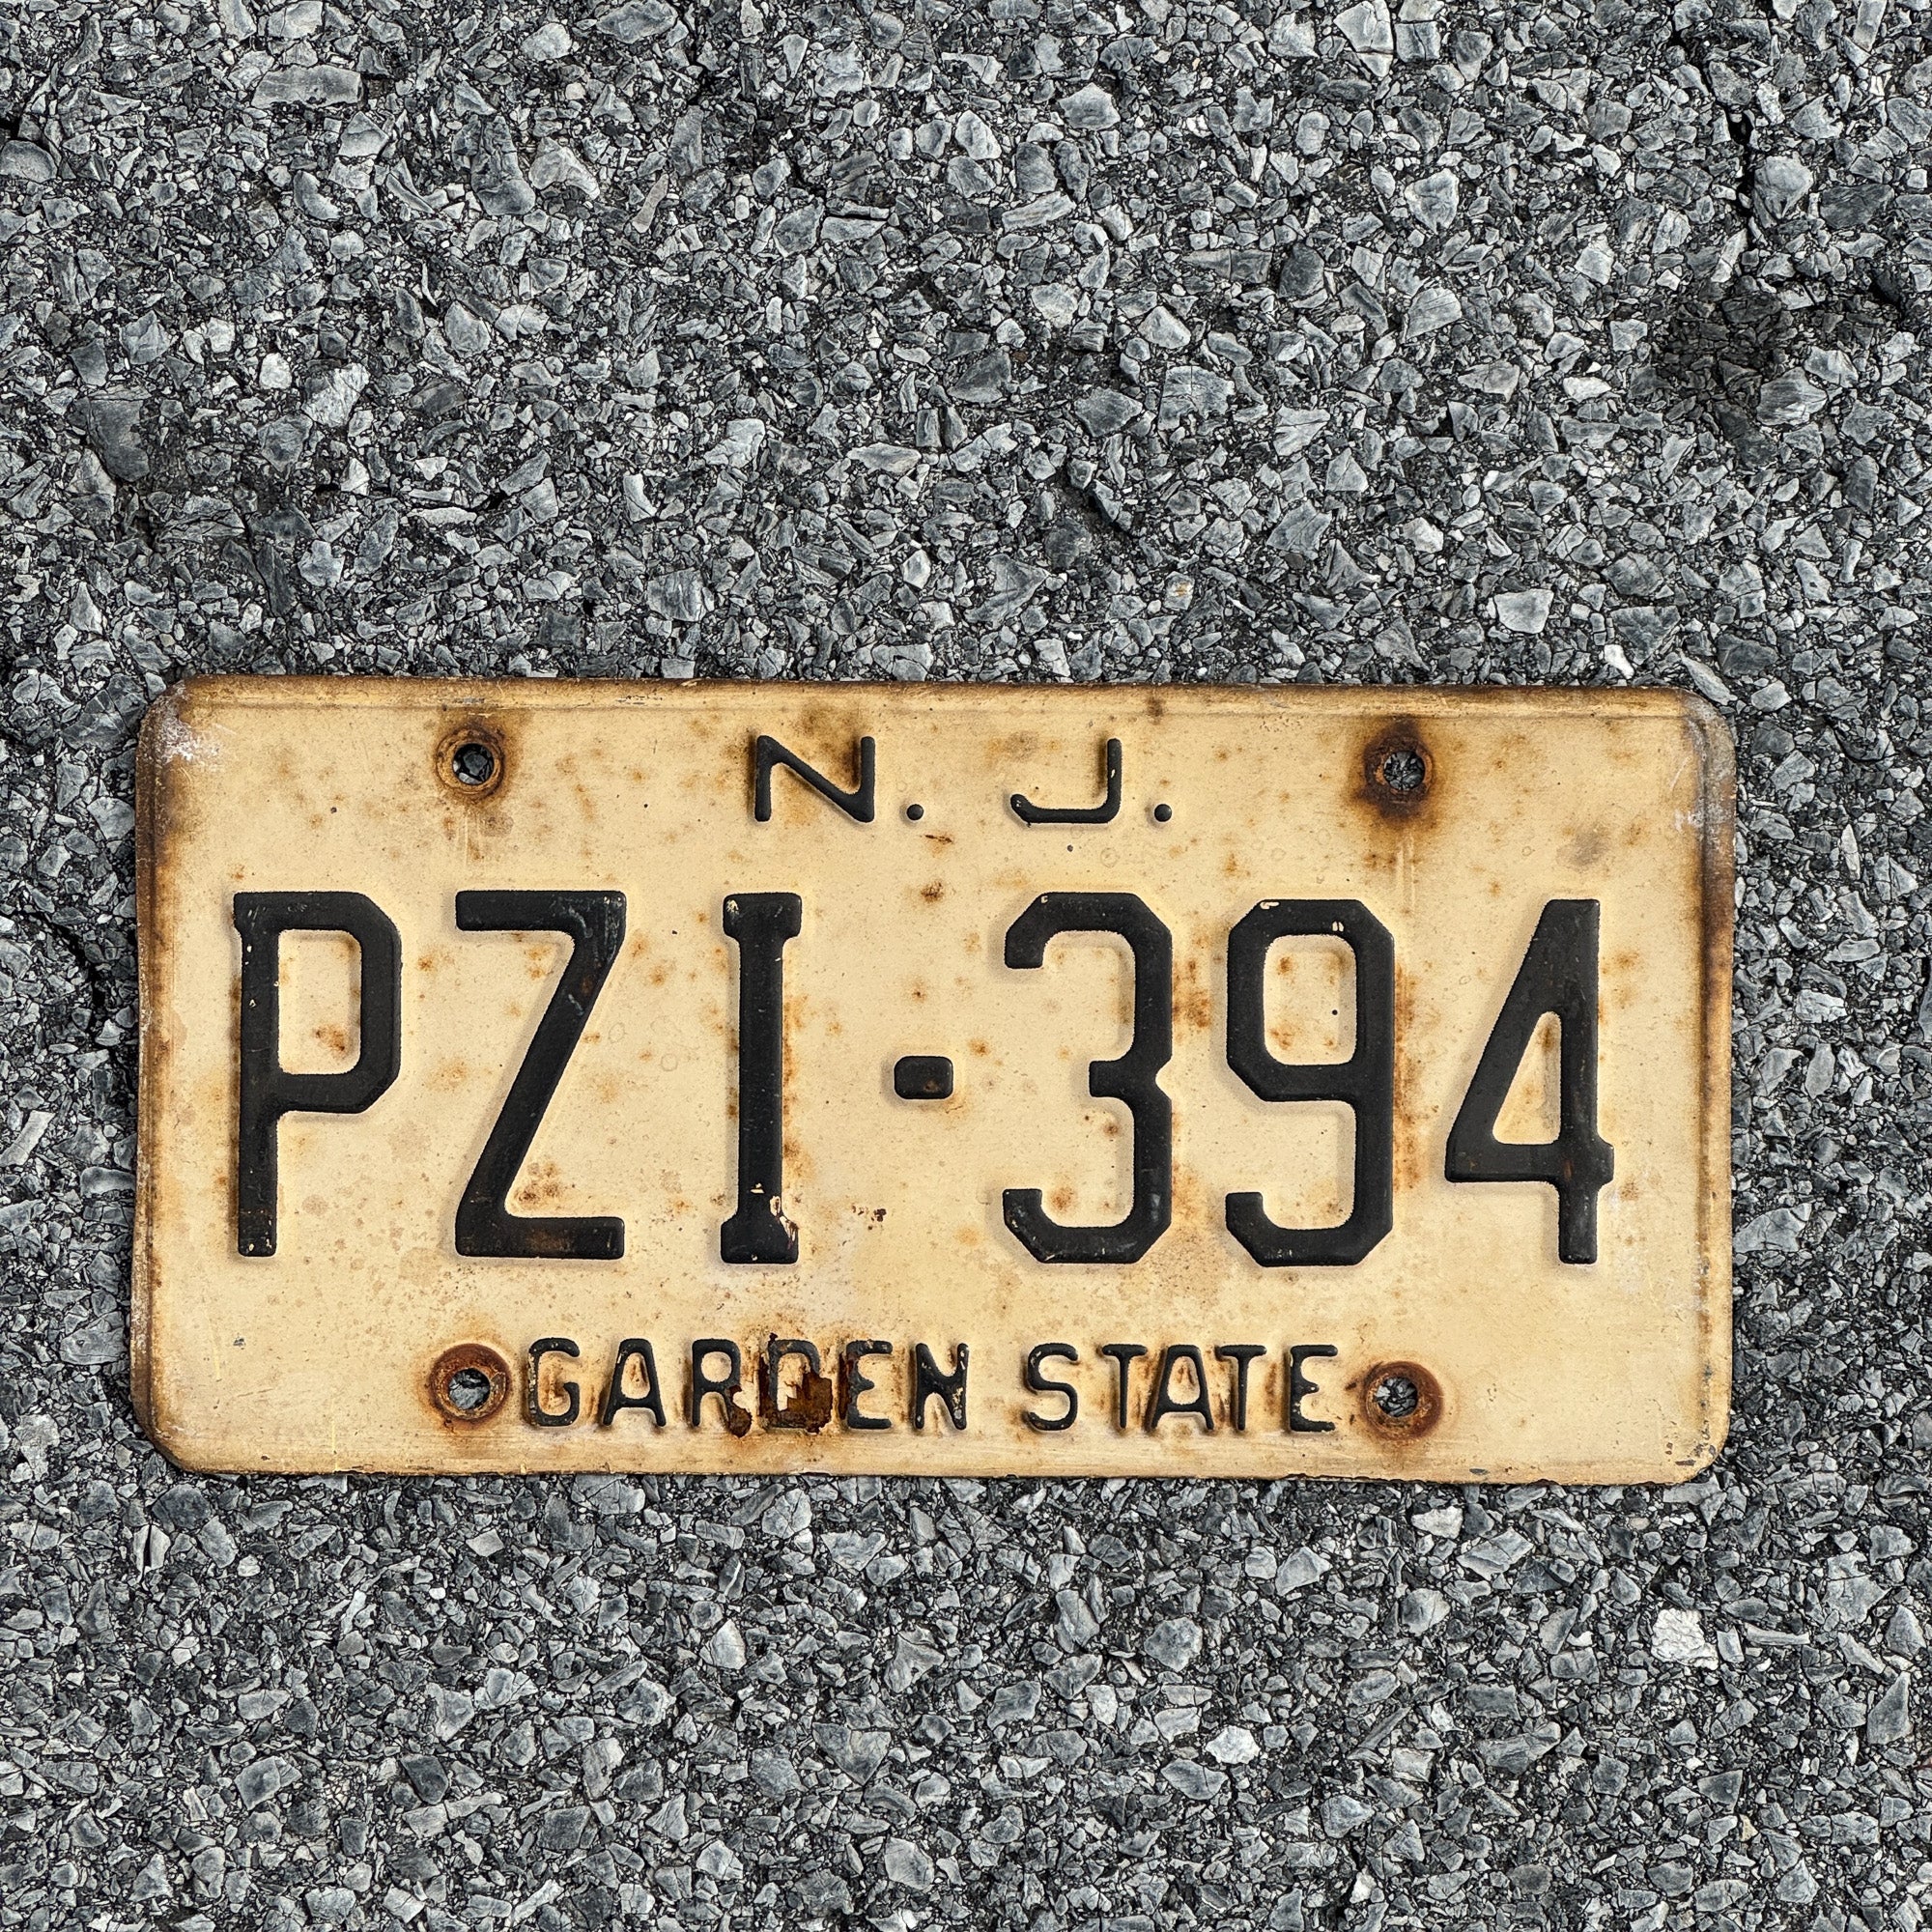 N. J.
PZI-394
GARDEN STATE